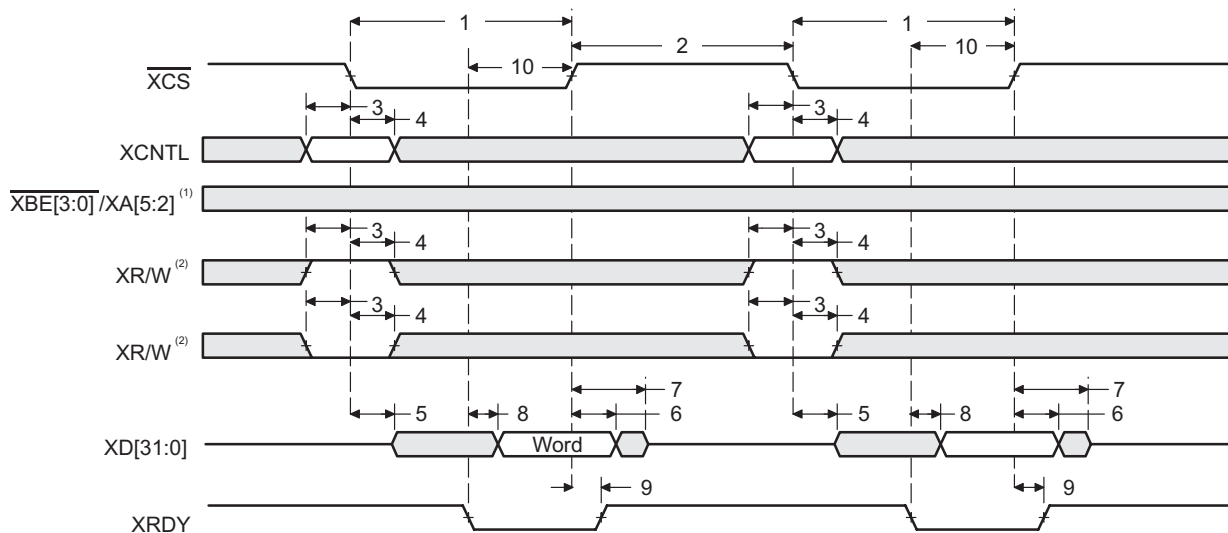 1 1
2
10 10
XCS
3 3
4 4
XCNTL
XBE[3:0]/XA[5:2] (1)
3 3
4 4
XR/W (2)
3 3
4 4
XR/W (2)
7 7
5 8 6 5 8 6
XD[31:0] Word
9 9
XRDY